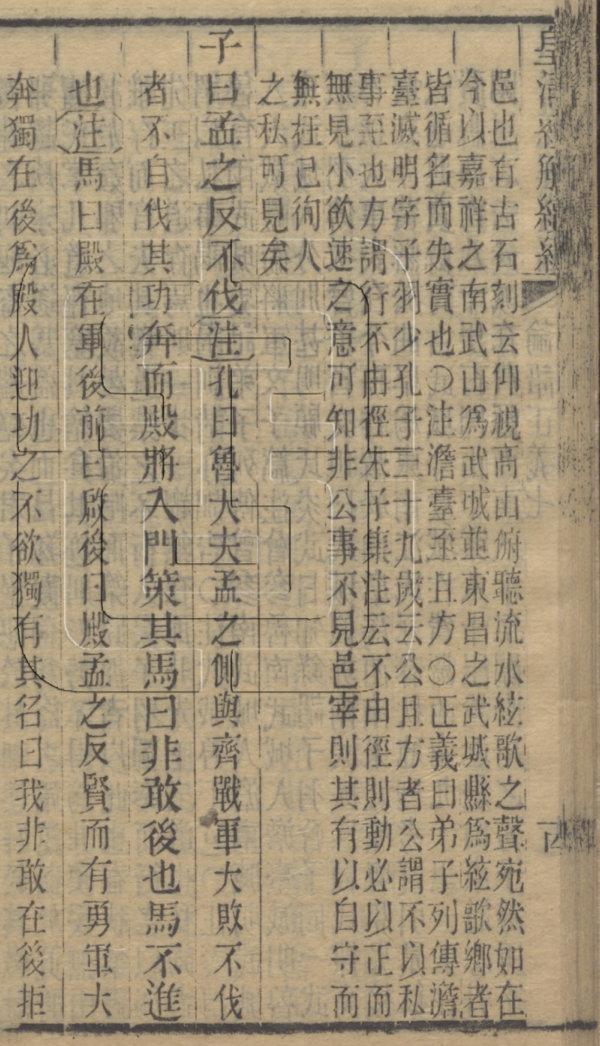 皇清經解續編
邑也有古石刻云仰視高山俯聽流水絃歌之聲宛然如在
今以嘉祥之南武山爲武城並東昌之武城縣爲絃歌鄉者
皆循名而失實也○注澹臺至且方○正義曰弟子列傳澹
臺滅明字子羽少孔子三十九歲云公且方者公謂不以私
事至也方謂行不由徑朱子集注云不由徑則動必以正而
無見小欲速之意可知非公事不見邑宰則其有以自守而
無枉己徇人
之私可見矣
子曰孟之反不伐注孔曰魯大夫孟之側與齊戰軍大敗不伐
者不自伐其功奔而殿將入門策其馬曰非敢後也馬不進
也注馬曰殿在軍後前曰啟後曰殿孟之反賢而有勇軍大
奔獨在後爲殿人迎功之不欲獨有其名曰我非敢在後拒